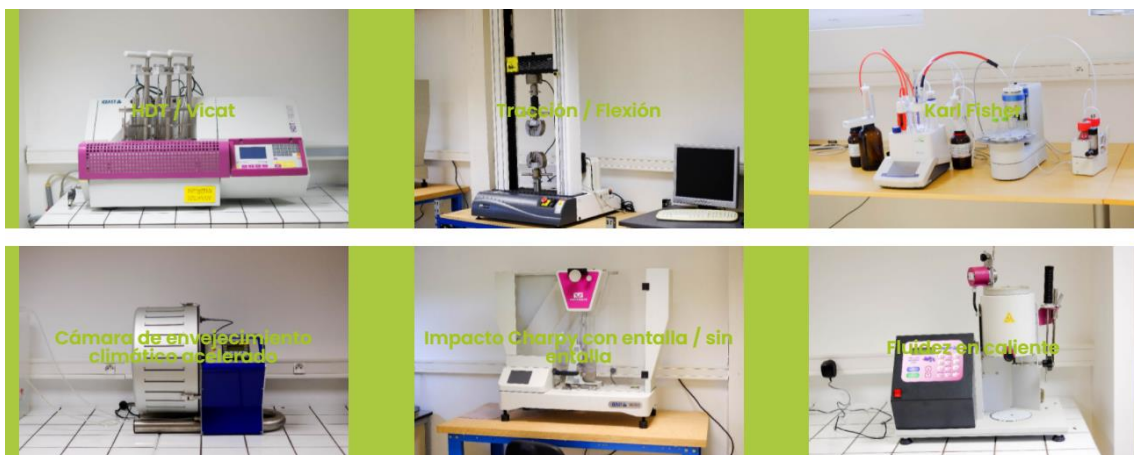 HDT / Vicat
Tracción / Flexión
Karl Fisher
Cámara de envejecimiento
climático acelerado
Impacto Charpy con entalla / sin
entalla
Fluidez en caliente